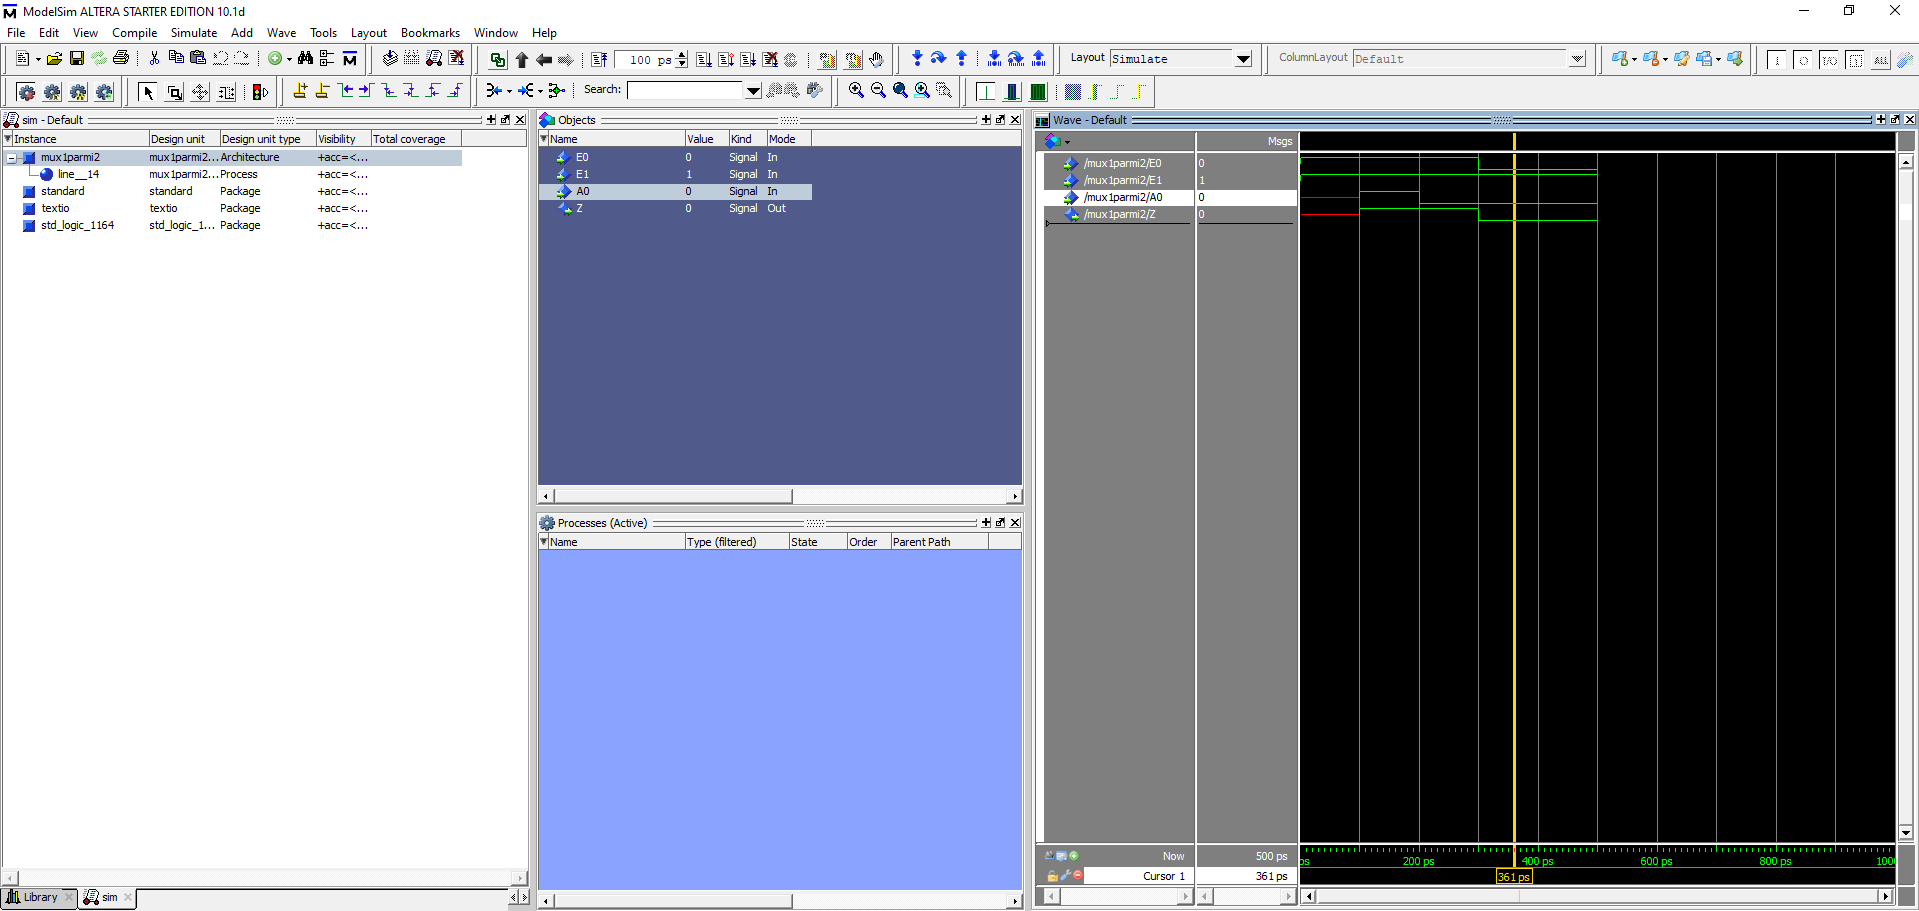 ModelSim ALTERA STARTER EDITION 10.1d
File Edit View Compile Simulate Add Wave Tools Layout Bookmarks Window Help
100 ps
Layout Simulate
ColumnLayout Default
Search:
sim - Default
Instance Design unit Design unit type Visibility Total coverage
mux1parmi2 mux1parmi2... Architecture +acc=<...
line__14 mux1parmi2... Process +acc=<...
standard standard Package +acc=<...
textio textio Package +acc=<...
std_logic_1164 std_logic_1... Package +acc=<...
Library sim
Objects
Name Value Kind Mode
E0 0 Signal In
E1 1 Signal In
A0 0 Signal In
Z 0 Signal Out
Processes (Active)
Name Type (filtered) State Order Parent Path
Wave - Default
Msgs
/mux1parmi2/E0 0
/mux1parmi2/E1 1
/mux1parmi2/A0 0
/mux1parmi2/Z 0
Now 500 ps
ps 200 ps 400 ps 600 ps 800 ps 100
Cursor 1 361 ps
361 ps